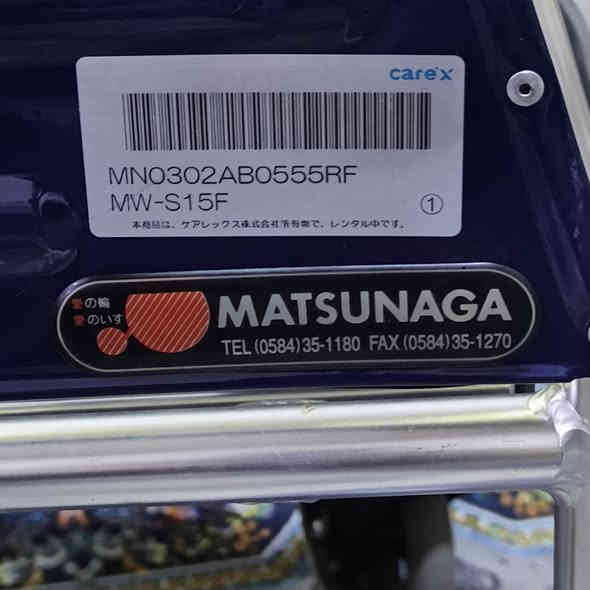 care'x
MN0302AB0555RF
MW-S15F
①
本商品は、ケアレックス株式会社所有物で、レンタル中です。
愛の輪
愛のいす
MATSUNAGA
TEL(0584)35-1180 FAX(0584)35-1270